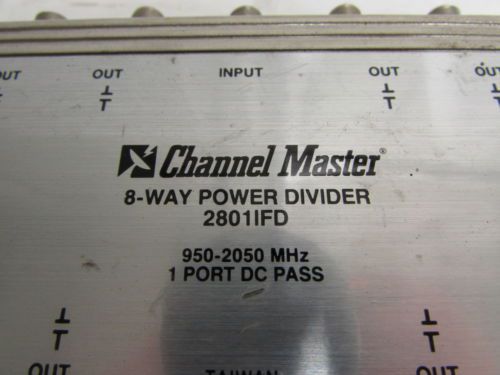 OUT OUT INPUT OUT OUT
Channel Master®
8-WAY POWER DIVIDER
2801IFD
950-2050 MHz
1 PORT DC PASS
OUT TAIWAN OUT